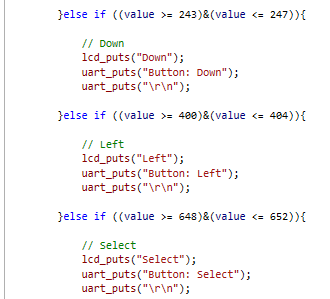 }else if ((value >= 243)&(value <= 247)){
// Down
lcd_puts("Down");
uart_puts("Button: Down");
uart_puts("\r\n");
}else if ((value >= 400)&(value <= 404)){
// Left
lcd_puts("Left");
uart_puts("Button: Left");
uart_puts("\r\n");
}else if ((value >= 648)&(value <= 652)){
// Select
lcd_puts("Select");
uart_puts("Button: Select");
uart_puts("\r\n");